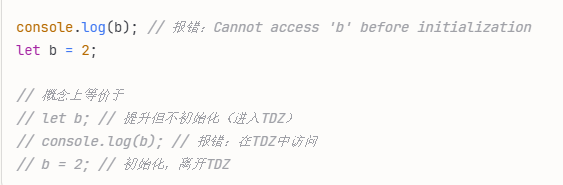 console.log(b); // 报错：Cannot access 'b' before initialization
let b = 2;
// 概念上等价于
// let b; // 提升但不初始化（进入TDZ）
// console.log(b); // 报错：在TDZ中访问
// b = 2; // 初始化，离开TDZ